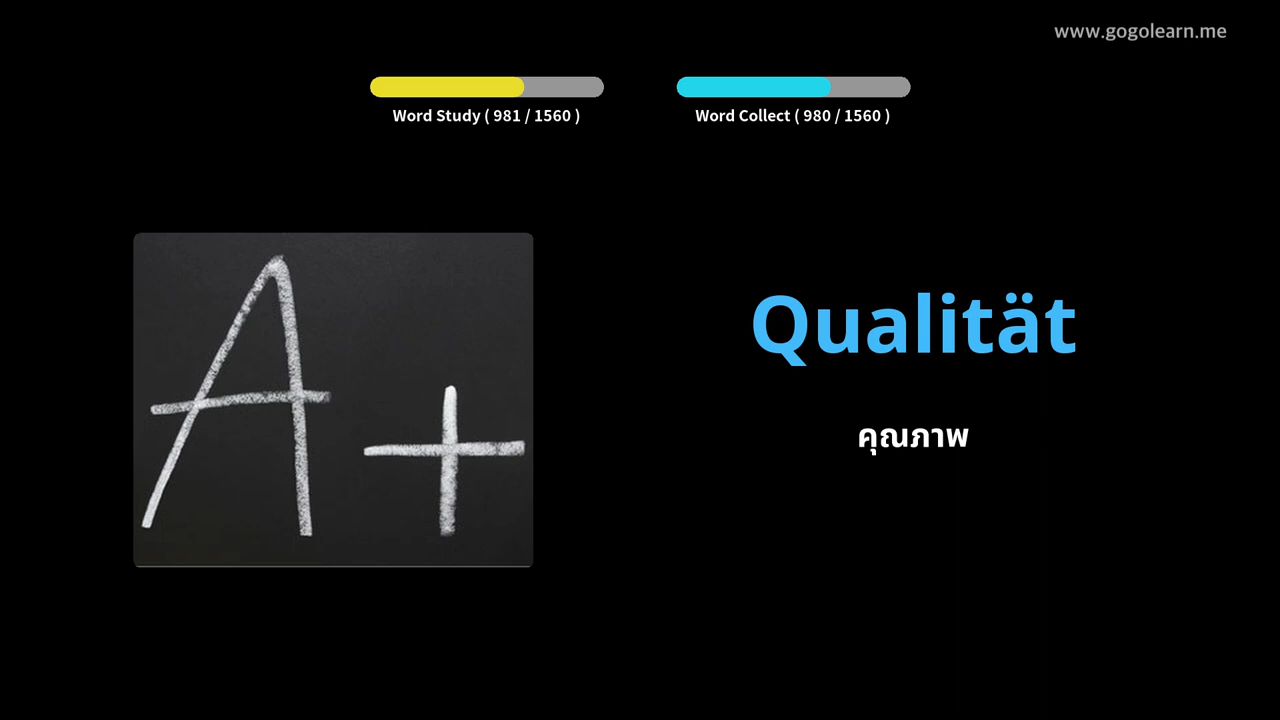 www.gogolearn.me
Word Study ( 981 / 1560 )
Word Collect ( 980 / 1560 )
A+
Qualität
คุณภาพ